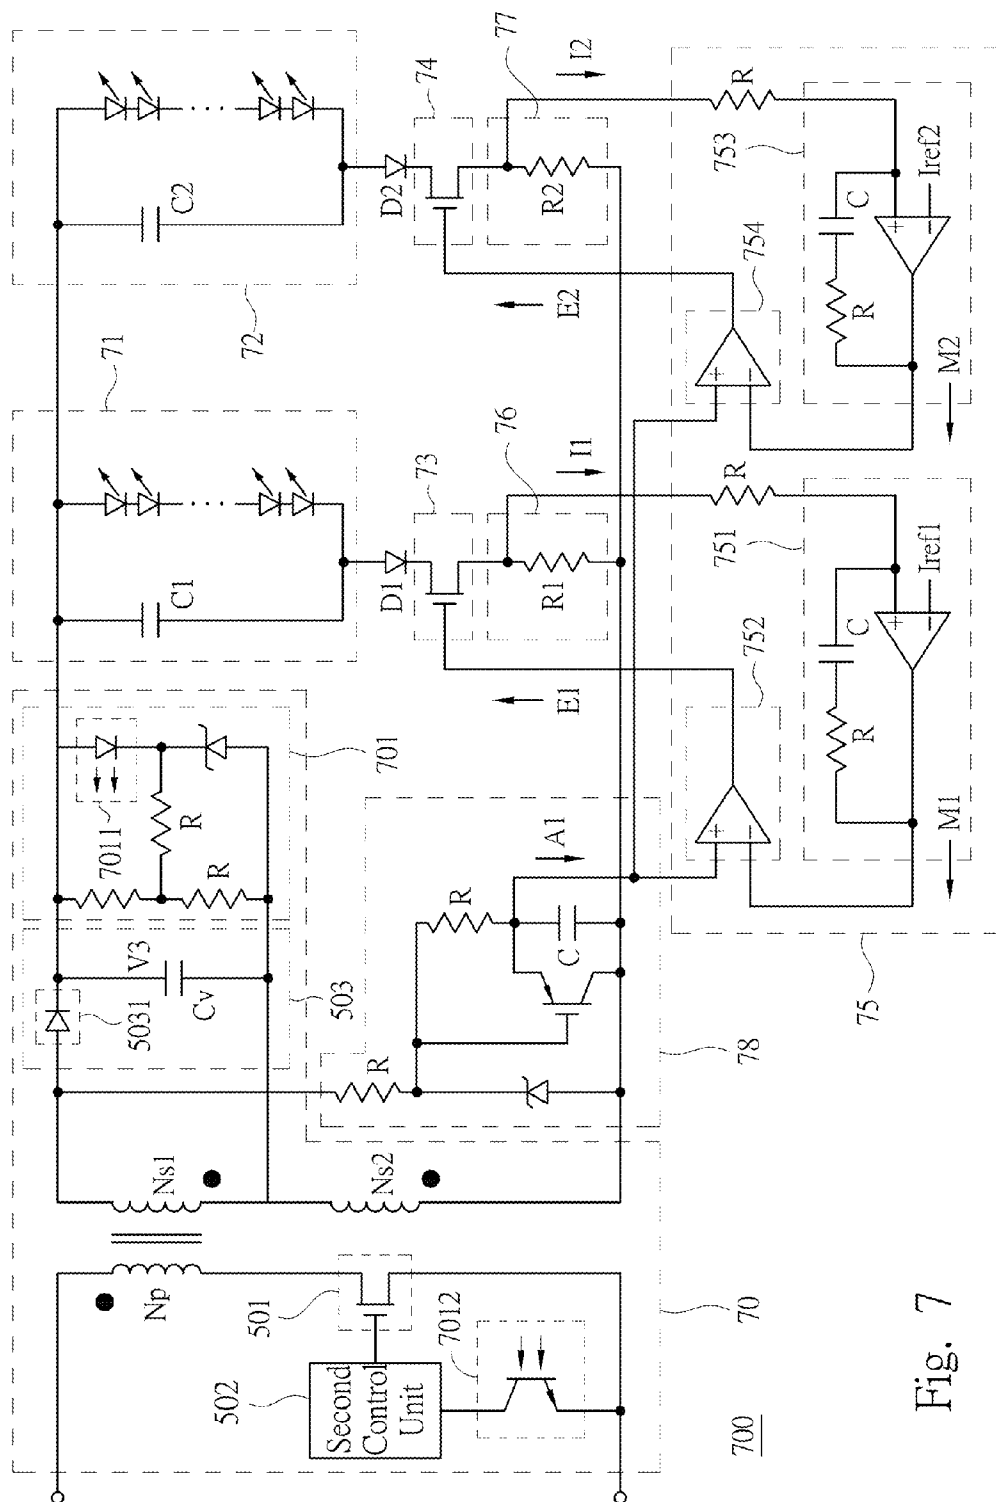 71
72
C2
C1
D2
74
77
I2
R2
E2
R
753
C
R
Iref2
754
M2
D1
73
76
I1
R1
E1
R
751
C
R
Iref1
752
M1
75
701
7011
R
R
V3
Cv
5031
503
A1
R
C
R
78
Ns1
Ns2
Np
501
502
Second
Control
Unit
7012
70
700
Fig. 7